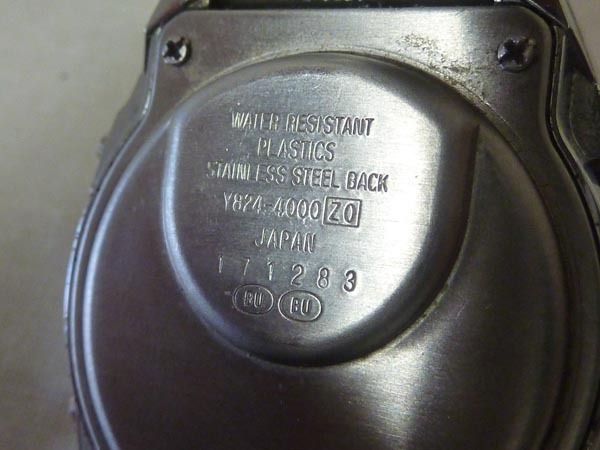 WATER RESISTANT
PLASTICS
STAINLESS STEEL BACK
Y824-4000 Z0
JAPAN
171283
BU BU